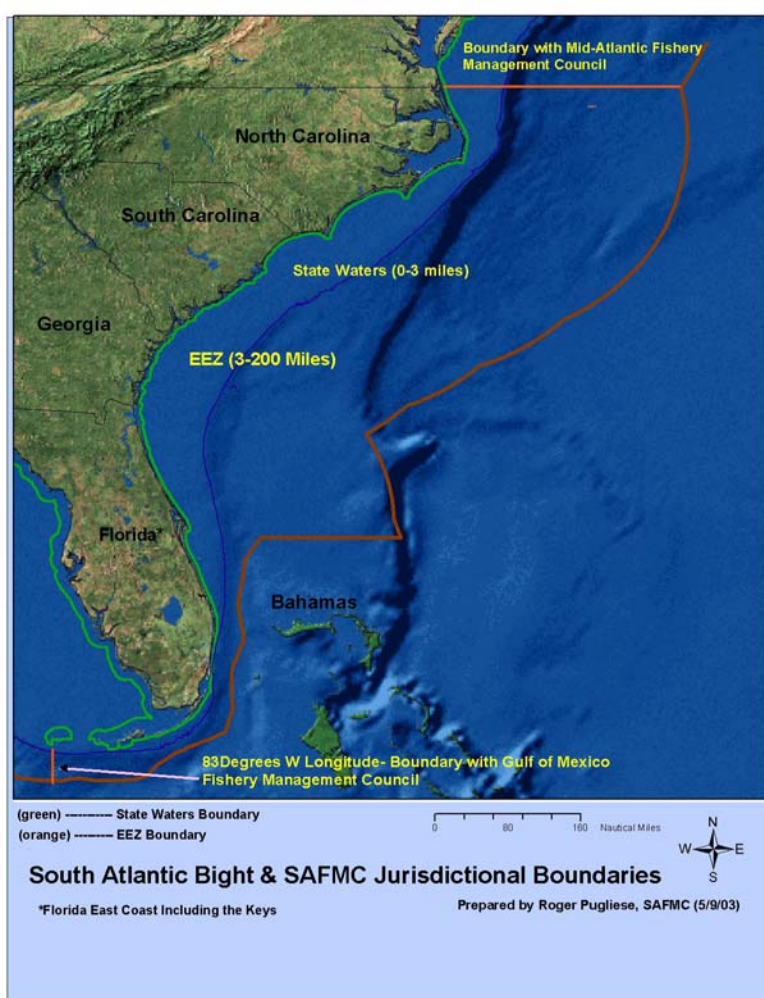 Boundary with Mid-Atlantic Fishery
Management Council
North Carolina
South Carolina
State Waters (0-3 miles)
Georgia
EEZ (3-200 Miles)
Florida*
Bahamas
83Degrees W Longitude- Boundary with Gulf of Mexico
Fishery Management Council
(green) ---------- State Waters Boundary
(orange) --------- EEZ Boundary
0 80 160 Nautical Miles
N
W E
S
South Atlantic Bight & SAFMC Jurisdictional Boundaries
*Florida East Coast Including the Keys
Prepared by Roger Pugliese, SAFMC (5/9/03)